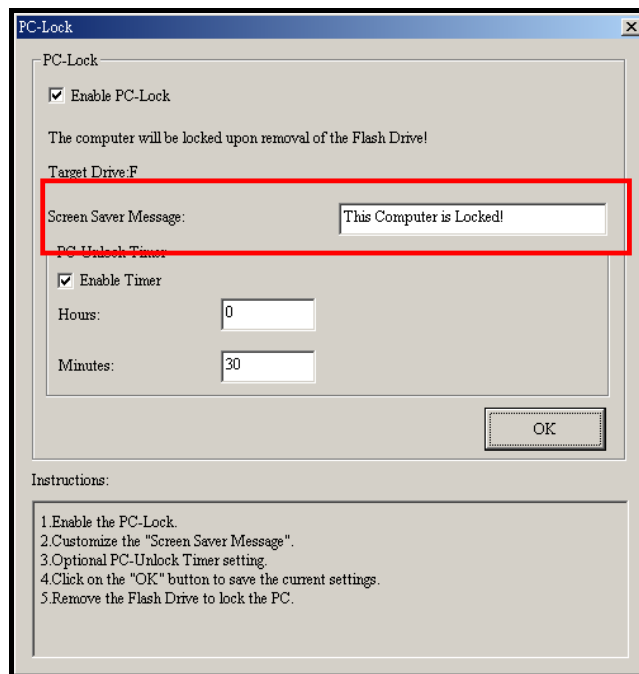 PC-Lock
PC-Lock
Enable PC-Lock
The computer will be locked upon removal of the Flash Drive!
Target Drive:F
Screen Saver Message: This Computer is Locked!
PC-Unlock Timer
Enable Timer
Hours: 0
Minutes: 30
OK
Instructions:
1.Enable the PC-Lock.
2.Customize the "Screen Saver Message".
3.Optional PC-Unlock Timer setting.
4.Click on the "OK" button to save the current settings.
5.Remove the Flash Drive to lock the PC.